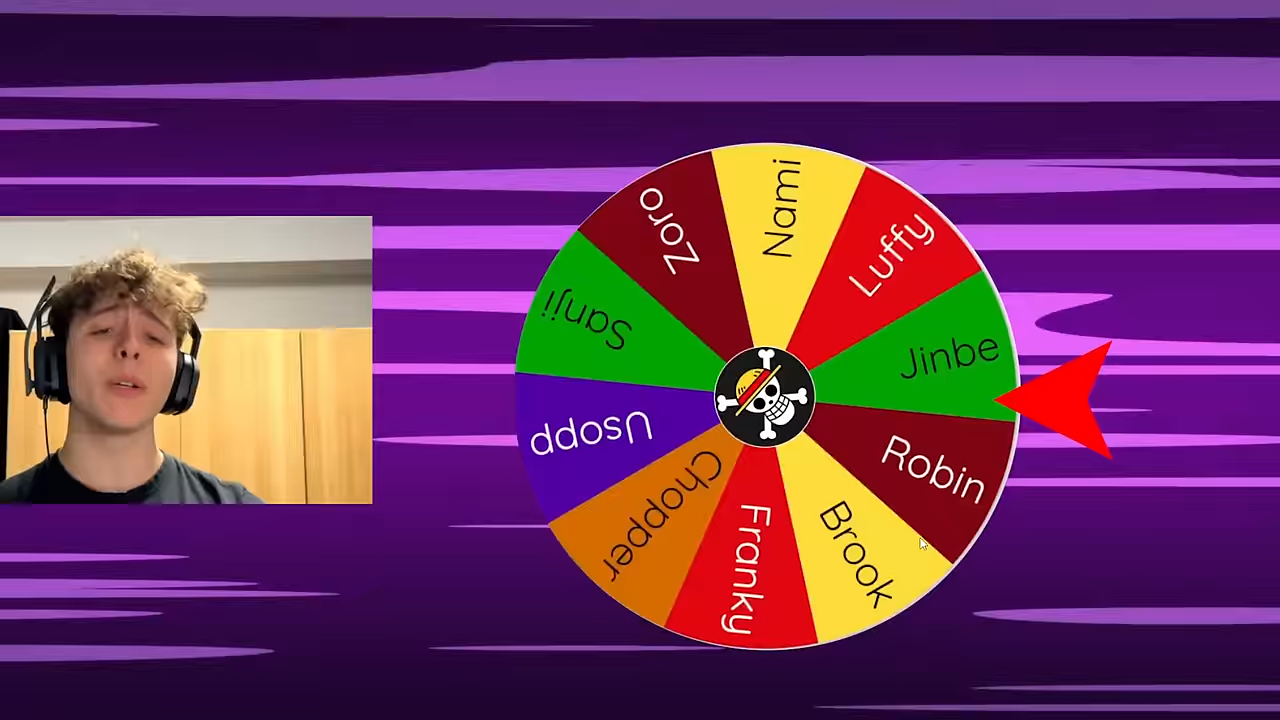 Nami
Luffy
Jinbe
Robin
Brook
Franky
Chopper
Usopp
Sanji
Zoro